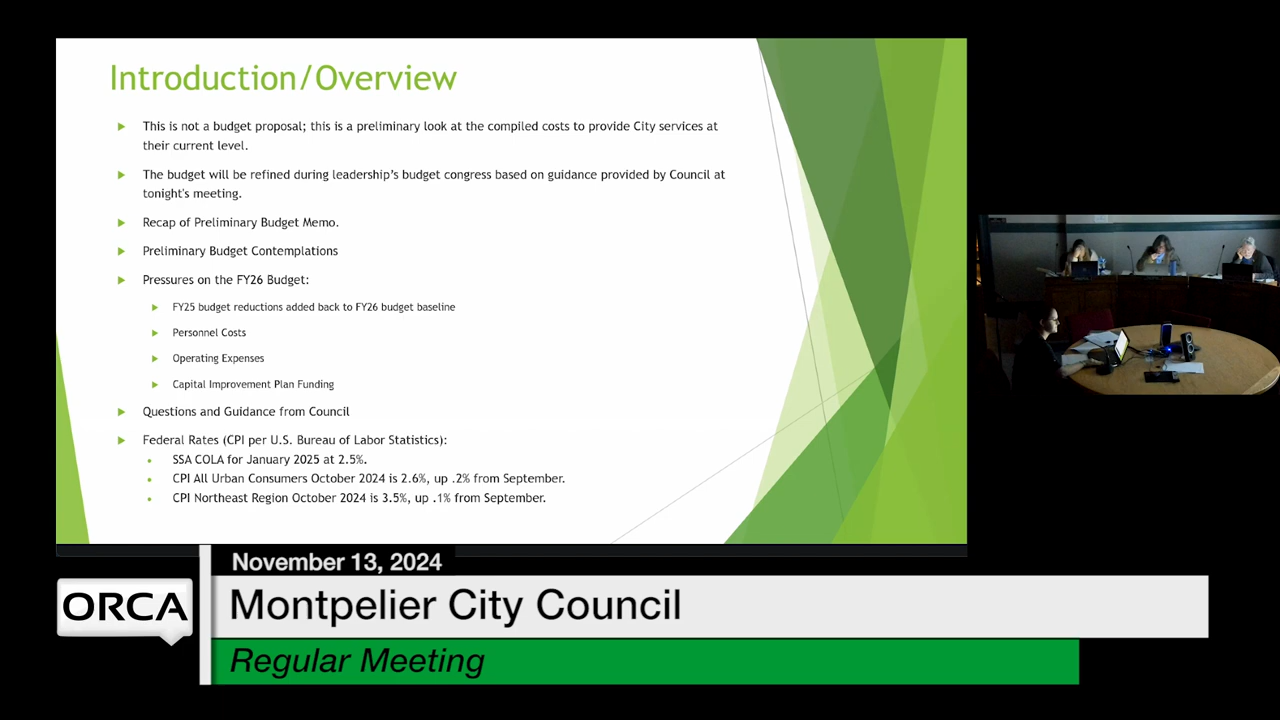 Introduction/Overview
This is not a budget proposal; this is a preliminary look at the compiled costs to provide City services at
their current level.
The budget will be refined during leadership's budget congress based on guidance provided by Council at
tonight's meeting.
Recap of Preliminary Budget Memo.
Preliminary Budget Contemplations
Pressures on the FY26 Budget:
FY25 budget reductions added back to FY26 budget baseline
Personnel Costs
Operating Expenses
Capital Improvement Plan Funding
Questions and Guidance from Council
Federal Rates (CPI per U.S. Bureau of Labor Statistics):
SSA COLA for January 2025 at 2.5%.
CPI All Urban Consumers October 2024 is 2.6%, up .2% from September.
CPI Northeast Region October 2024 is 3.5%, up .1% from September.
November 13, 2024
ORCA
Montpelier City Council
Regular Meeting